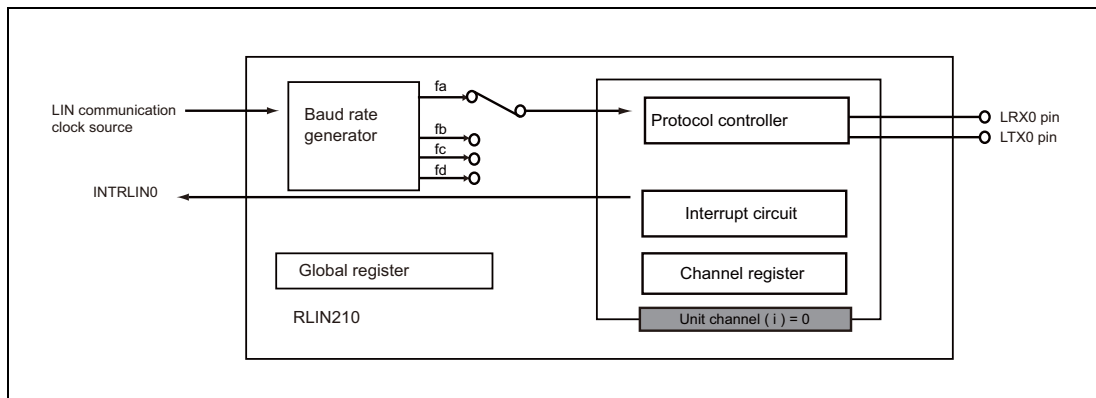 LIN communication
clock source
INTRLIN0
Baud rate
generator
fa
fb
fc
fd
Protocol controller
LRX0 pin
LTX0 pin
Interrupt circuit
Channel register
Global register
RLIN210
Unit channel ( i ) = 0